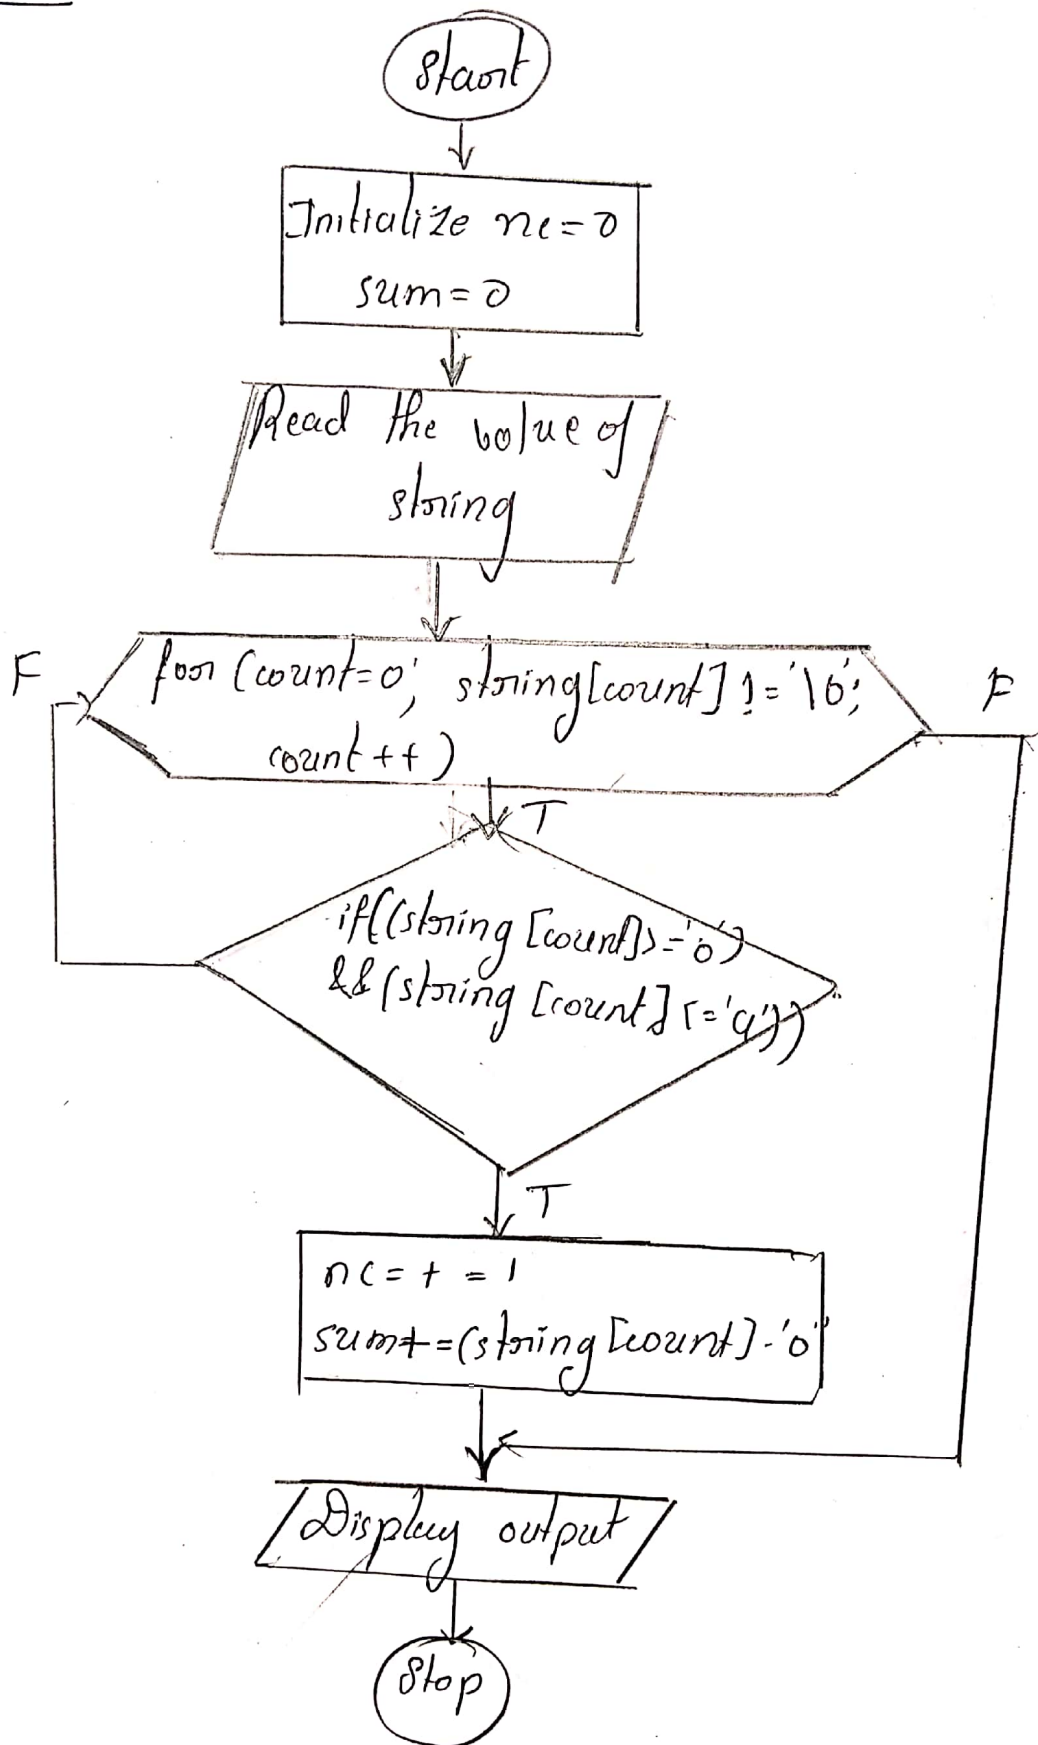 Start
Initialize nc=0
sum=0
Read the value of
string
F
for (count=0; string[count] != '\0';
F
count++)
T
if((string[count]>='0')
&&(string[count]<='9'))
T
nc=+=1
sum+=(string[count]-'0'
Display output
Stop